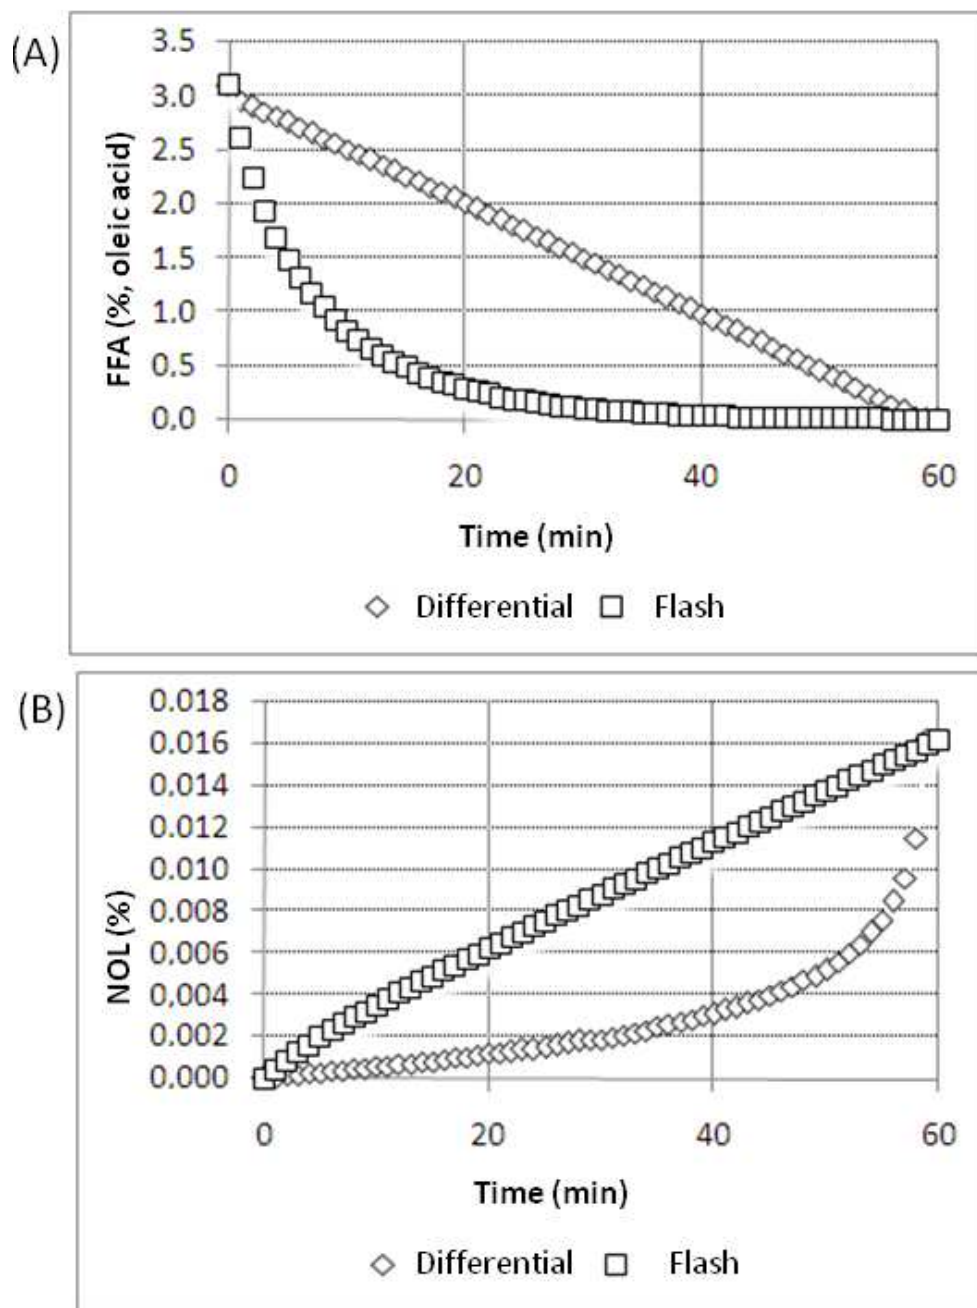 (A)
3.5
3.0
2.5
2.0
1.5
1.0
0.5
0.0
FFA (%, oleic acid)
0 20 40 60
Time (min)
Differential Flash
(B)
0.018
0.016
0.014
0.012
0.010
0.008
0.006
0.004
0.002
0.000
NOL (%)
0 20 40 60
Time (min)
Differential Flash